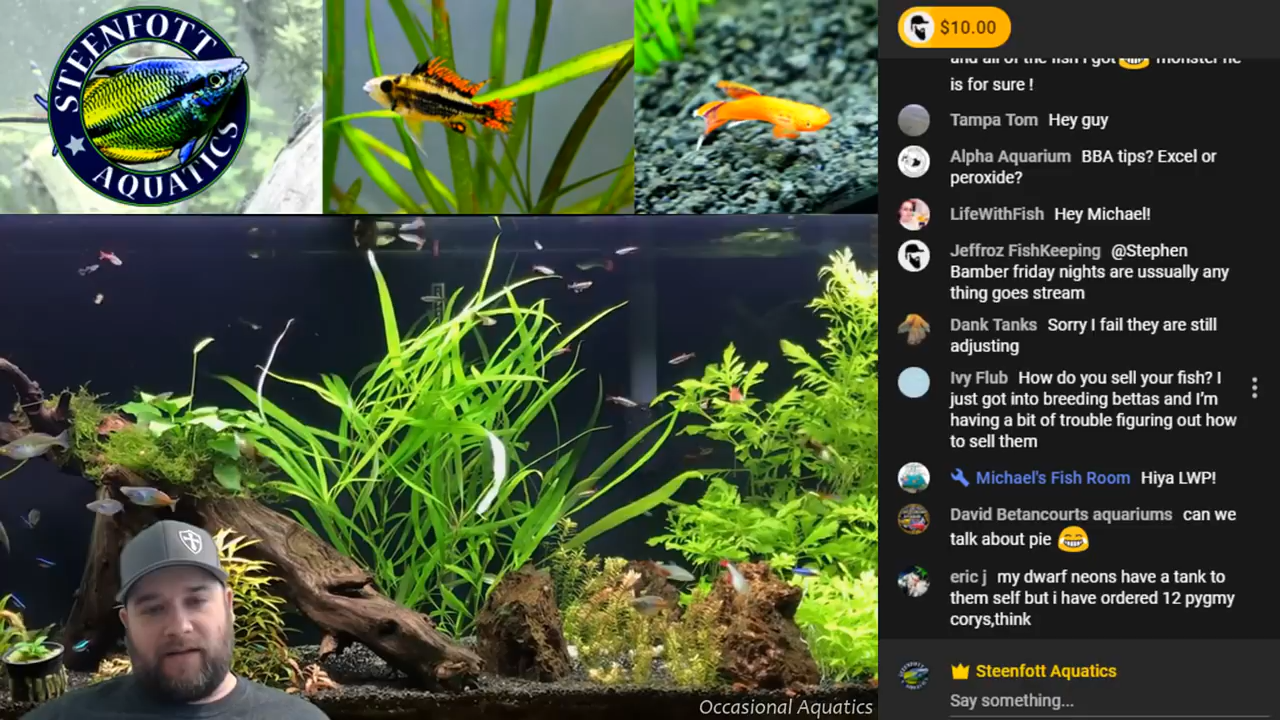 STEENFOTT
AQUATICS
$10.00
and all of the fish I got 😂 monster he
is for sure !
Tampa Tom Hey guy
Alpha Aquarium BBA tips? Excel or
peroxide?
LifeWithFish Hey Michael!
Jeffroz FishKeeping @Stephen
Bamber friday nights are ussually any
thing goes stream
Dank Tanks Sorry I fail they are still
adjusting
Ivy Flub How do you sell your fish? I
just got into breeding bettas and I'm
having a bit of trouble figuring out how
to sell them
Michael's Fish Room Hiya LWP!
David Betancourts aquariums can we
talk about pie 😂
eric j my dwarf neons have a tank to
them self but i have ordered 12 pygmy
corys,think
Steenfott Aquatics
Say something...
Occasional Aquatics